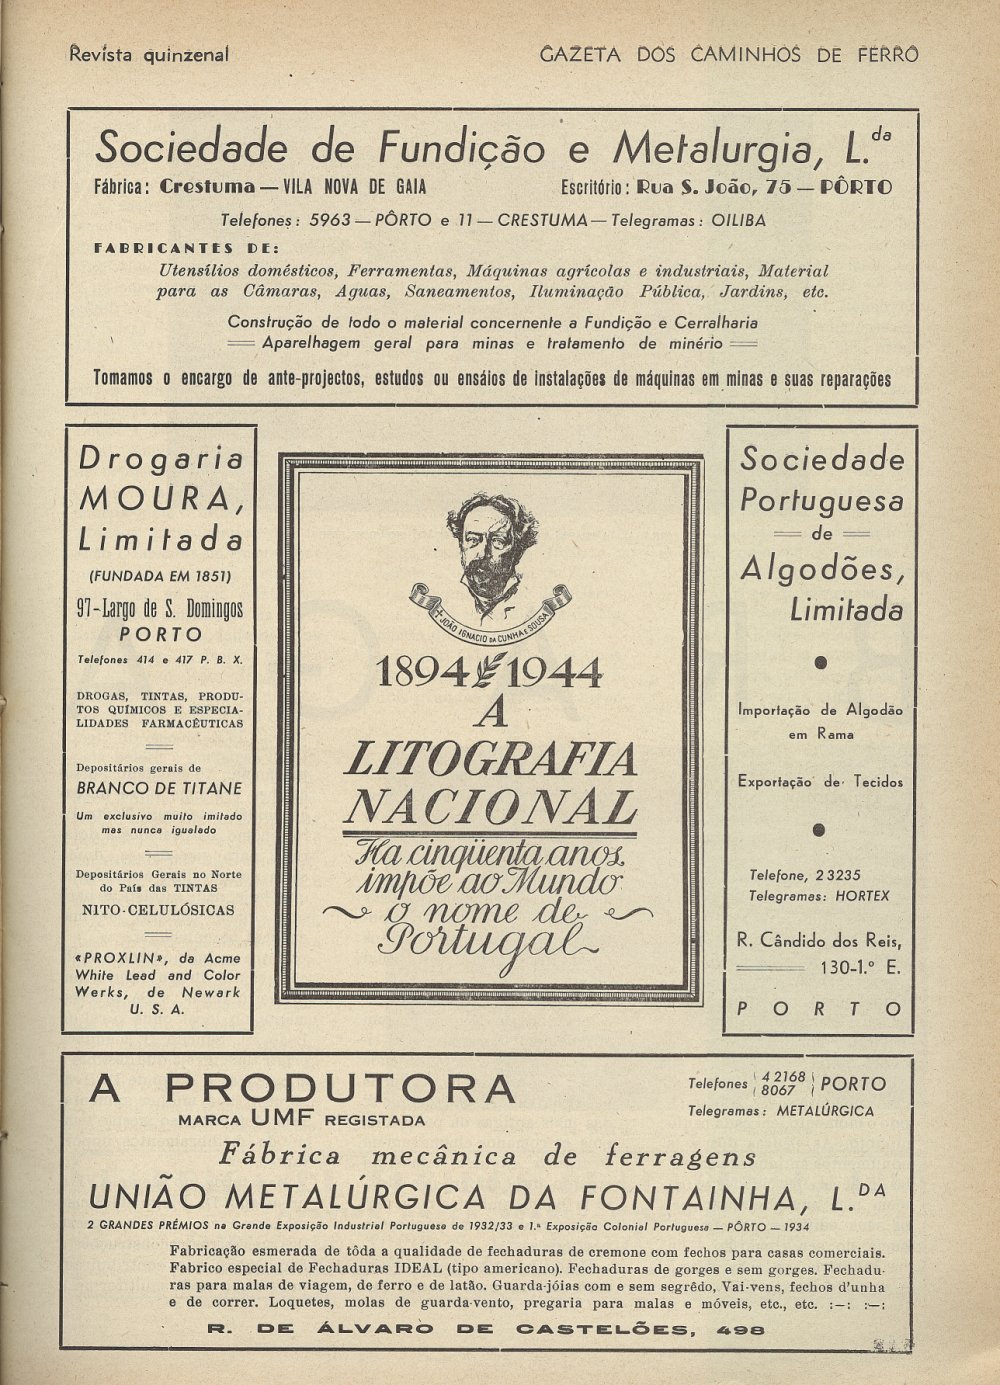 Revista quinzenal
GAZETA DOS CAMINHOS DE FERRO
Sociedade de Fundição e Metalurgia, L.da
Fábrica: Crestuma — VILA NOVA DE GAIA
Escritório: Rua S. João, 75 — PÔRTO
Telefones: 5963 — PÔRTO e 11 — CRESTUMA — Telegramas: OILIBA
FABRICANTES DE:
Utensílios domésticos, Ferramentas, Máquinas agrícolas e industriais, Material
para as Câmaras, Aguas, Saneamentos, Iluminação Pública, Jardins, etc.
Construção de todo o material concernente a Fundição e Cerralharia
Aparelhagem geral para minas e tratamento de minério
Tomamos o encargo de ante-projectos, estudos ou ensáios de instalações de máquinas em minas e suas reparações
Drogaria
MOURA,
Limitada
(FUNDADA EM 1851)
97-Largo de S. Domingos
PORTO
Telefones 414 e 417 P. B. X.
DROGAS, TINTAS, PRODU-
TOS QUÍMICOS E ESPECIA-
LIDADES FARMACÊUTICAS
Depositários gerais de
BRANCO DE TITANE
Um exclusivo muito imitado
mas nunca igualado
Depositários Gerais no Norte
do País das TINTAS
NITO-CELULÓSICAS
«PROXLIN», da Acme
White Lead and Color
Werks, de Newark
U. S. A.
† JOÃO IGNACIO DA CUNHA E SOUSA
1894 1944
A
LITOGRAFIA
NACIONAL
Ha cinqüenta anos,
impõe ao Mundo
o nome de
Portugal
Sociedade
Portuguesa
de
Algodões,
Limitada
Importação de Algodão
em Rama
Exportação de Tecidos
Telefone, 23235
Telegramas: HORTEX
R. Cândido dos Reis,
130-1.º E.
PORTO
A PRODUTORA
MARCA UMF REGISTADA
Telefones 42168 8067 PORTO
Telegramas: METALÚRGICA
Fábrica mecânica de ferragens
UNIÃO METALÚRGICA DA FONTAINHA, L.DA
2 GRANDES PRÉMIOS na Grande Exposição Industrial Portuguesa de 1932/33 e 1.ª Exposição Colonial Portuguesa — PÔRTO — 1934
Fabricação esmerada de tôda a qualidade de fechaduras de cremone com fechos para casas comerciais.
Fabrico especial de Fechaduras IDEAL (tipo americano). Fechaduras de gorges e sem gorges. Fechadu-
ras para malas de viagem, de ferro e de latão. Guarda-jóias com e sem segrêdo, Vai-vens, fechos d'unha
e de correr. Loquetes, molas de guarda-vento, pregaria para malas e móveis, etc., etc. :—: :—:
R. DE ÁLVARO DE CASTELÕES, 498